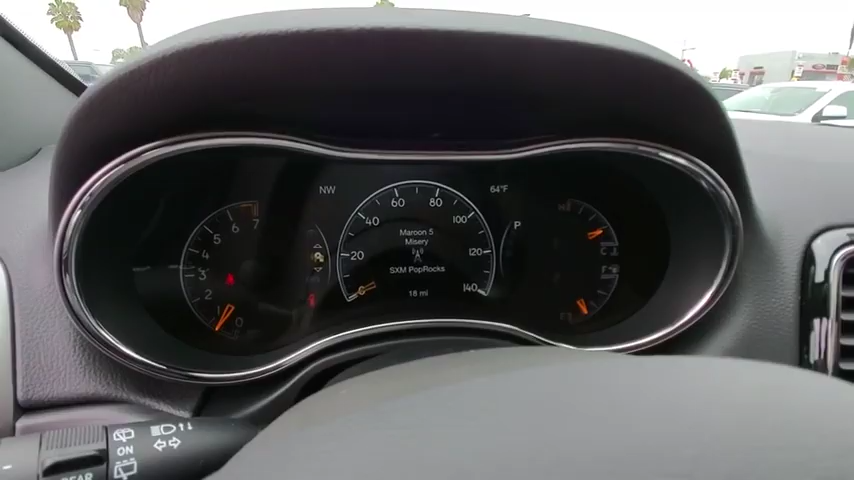 NW
64°F
60 80
40 100
20 120
140
Maroon 5
Misery
SXM PopRocks
18 mi
P
7
6
5
4
3
2
0
H
C
F
E
ON
REAR